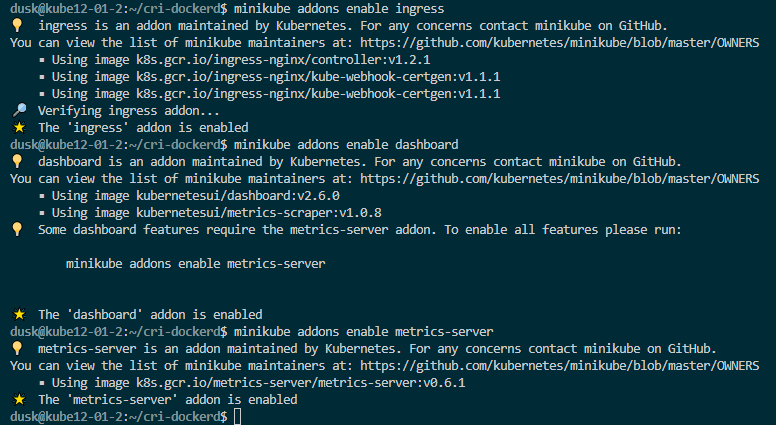 dusk@kube12-01-2:~/cri-dockerd$ minikube addons enable ingress
💡 ingress is an addon maintained by Kubernetes. For any concerns contact minikube on GitHub.
You can view the list of minikube maintainers at: https://github.com/kubernetes/minikube/blob/master/OWNERS
▪ Using image k8s.gcr.io/ingress-nginx/controller:v1.2.1
▪ Using image k8s.gcr.io/ingress-nginx/kube-webhook-certgen:v1.1.1
▪ Using image k8s.gcr.io/ingress-nginx/kube-webhook-certgen:v1.1.1
🔎 Verifying ingress addon...
🌟 The 'ingress' addon is enabled
dusk@kube12-01-2:~/cri-dockerd$ minikube addons enable dashboard
💡 dashboard is an addon maintained by Kubernetes. For any concerns contact minikube on GitHub.
You can view the list of minikube maintainers at: https://github.com/kubernetes/minikube/blob/master/OWNERS
▪ Using image kubernetesui/dashboard:v2.6.0
▪ Using image kubernetesui/metrics-scraper:v1.0.8
💡 Some dashboard features require the metrics-server addon. To enable all features please run:
minikube addons enable metrics-server
🌟 The 'dashboard' addon is enabled
dusk@kube12-01-2:~/cri-dockerd$ minikube addons enable metrics-server
💡 metrics-server is an addon maintained by Kubernetes. For any concerns contact minikube on GitHub.
You can view the list of minikube maintainers at: https://github.com/kubernetes/minikube/blob/master/OWNERS
▪ Using image k8s.gcr.io/metrics-server/metrics-server:v0.6.1
🌟 The 'metrics-server' addon is enabled
dusk@kube12-01-2:~/cri-dockerd$